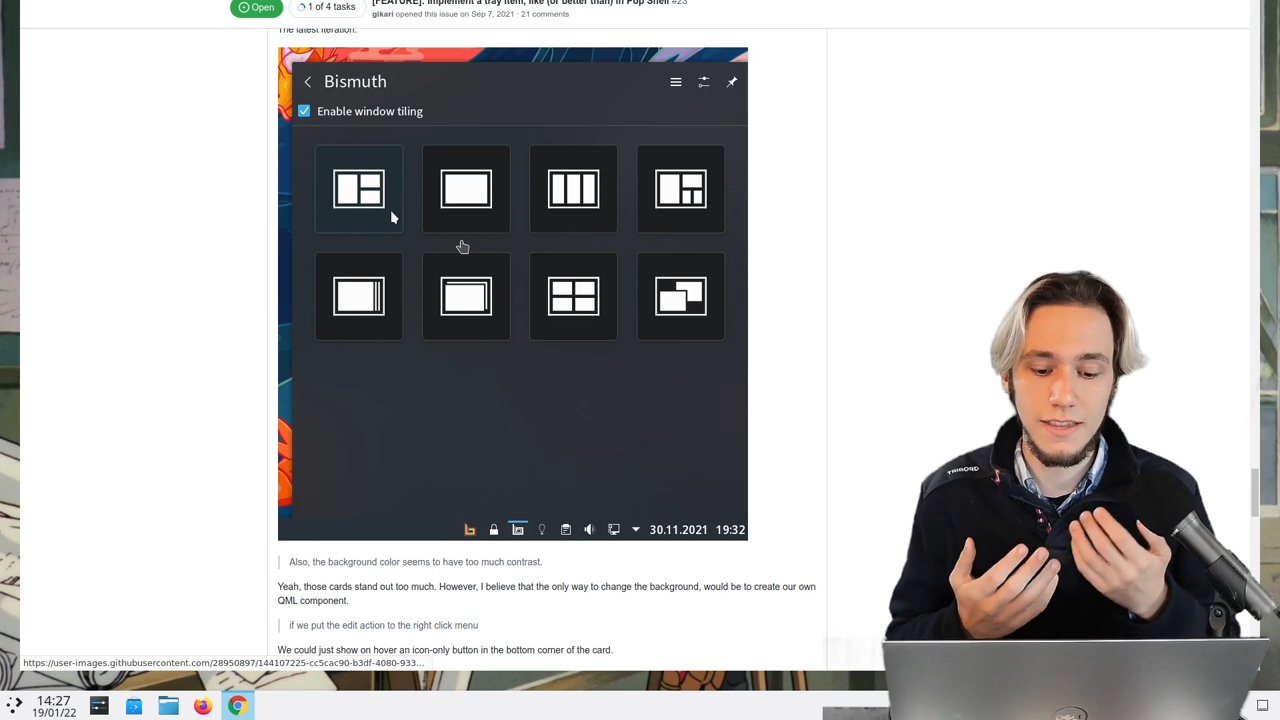 Open
1 of 4 tasks
[FEATURE]: Implement a tray item, like (or better than) in Pop Shell #23
gikari opened this issue on Sep 7, 2021 · 21 comments
The latest iteration:
Bismuth
Enable window tiling
30.11.2021 19:32
Also, the background color seems to have too much contrast.
Yeah, those cards stand out too much. However, I believe that the only way to change the background, would be to create our own
QML component.
if we put the edit action to the right click menu
We could just show on hover an icon-only button in the bottom corner of the card.
https://user-images.githubusercontent.com/28950897/144107225-cc5cac90-b3df-4080-933…
14:27
19/01/22
TRIBORD
DELL